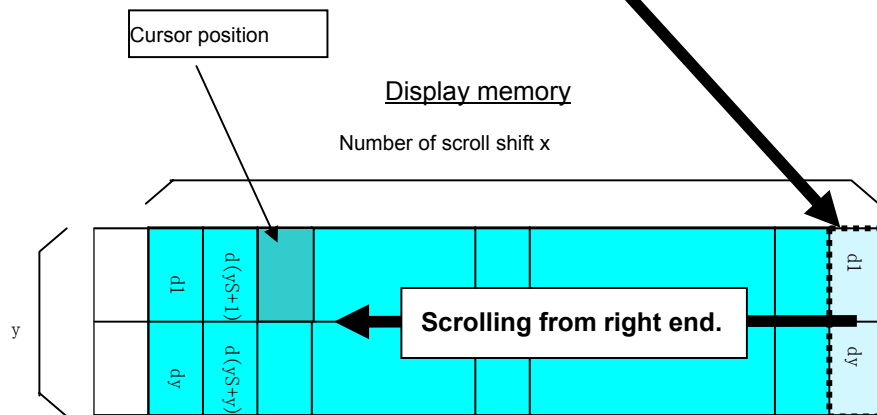 Cursor position
Display memory
Number of scroll shift x
d1
d(yS+1)
d1
Scrolling from right end.
y
dy
d(yS+y)
dy